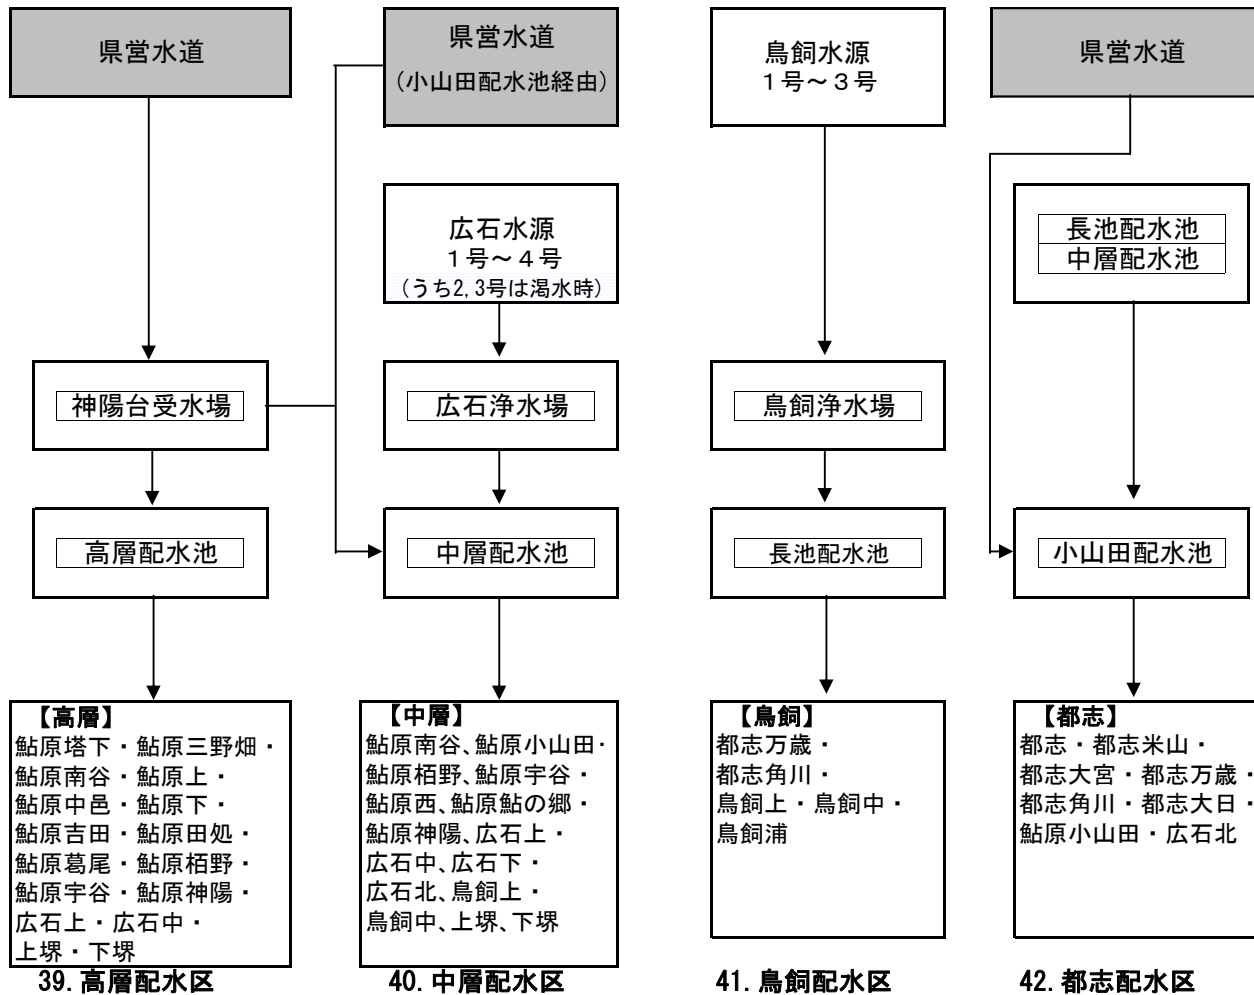 県営水道
神陽台受水場
高層配水池
【高層】
鮎原塔下・鮎原三野畑・
鮎原南谷・鮎原上・
鮎原中邑・鮎原下・
鮎原吉田・鮎原田処・
鮎原葛尾・鮎原栢野・
鮎原宇谷・鮎原神陽・
広石上・広石中・
上堺・下堺
39.高層配水区
県営水道
(小山田配水池経由)
広石水源
1号～4号
(うち2,3号は渇水時)
広石浄水場
中層配水池
【中層】
鮎原南谷、鮎原小山田・
鮎原栢野、鮎原宇谷・
鮎原西、鮎原鮎の郷・
鮎原神陽、広石上・
広石中、広石下・
広石北、鳥飼上・
鳥飼中、上堺、下堺
40.中層配水区
鳥飼水源
1号～3号
鳥飼浄水場
長池配水池
【鳥飼】
都志万歳・
都志角川・
鳥飼上・鳥飼中・
鳥飼浦
41.鳥飼配水区
県営水道
長池配水池
中層配水池
小山田配水池
【都志】
都志・都志米山・
都志大宮・都志万歳・
都志角川・都志大日・
鮎原小山田・広石北
42.都志配水区